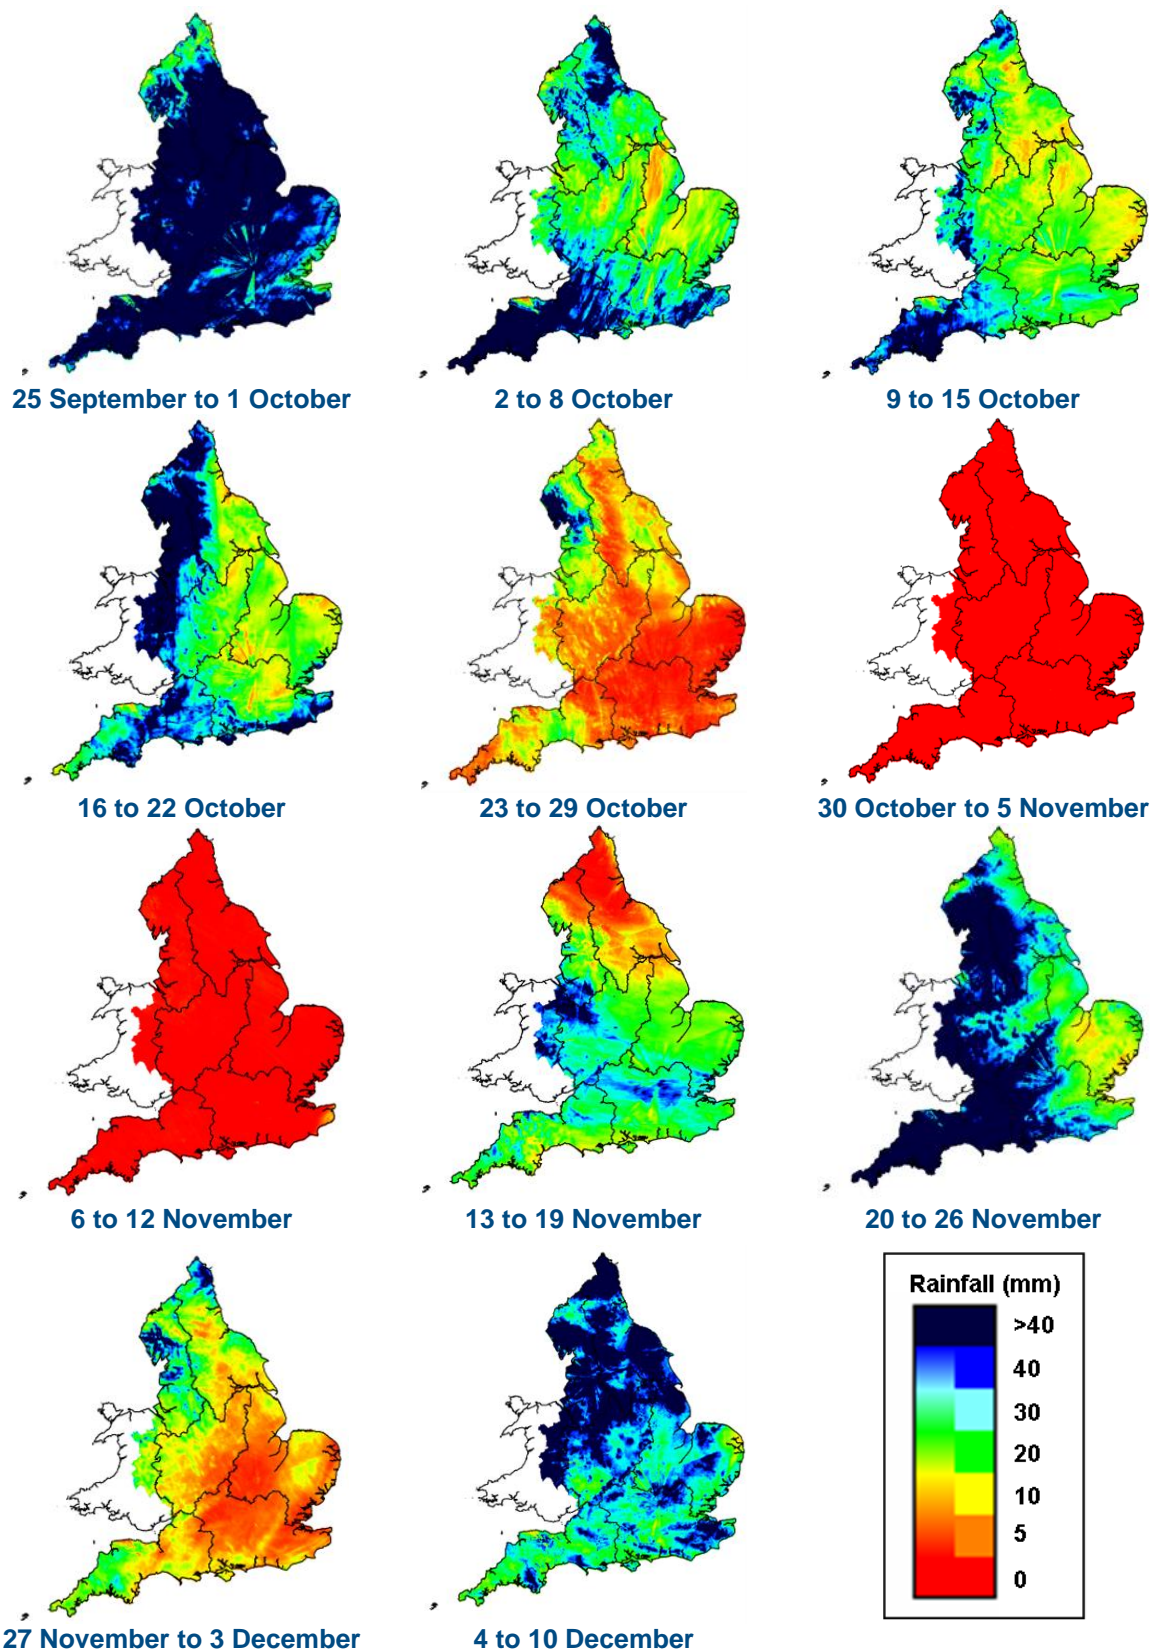 25 September to 1 October
2 to 8 October
9 to 15 October
16 to 22 October
23 to 29 October
30 October to 5 November
6 to 12 November
13 to 19 November
20 to 26 November
Rainfall (mm)
>40
40
30
20
10
5
0
27 November to 3 December
4 to 10 December